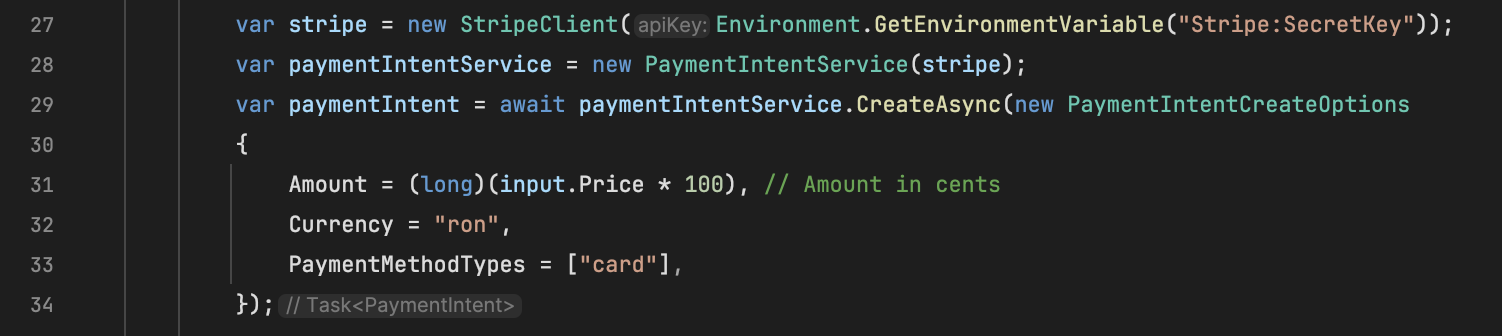 27 var stripe = new StripeClient(apiKey: Environment.GetEnvironmentVariable("Stripe:SecretKey"));
28 var paymentIntentService = new PaymentIntentService(stripe);
29 var paymentIntent = await paymentIntentService.CreateAsync(new PaymentIntentCreateOptions
30 {
31 Amount = (long)(input.Price * 100), // Amount in cents
32 Currency = "ron",
33 PaymentMethodTypes = ["card"],
34 }); // Task<PaymentIntent>